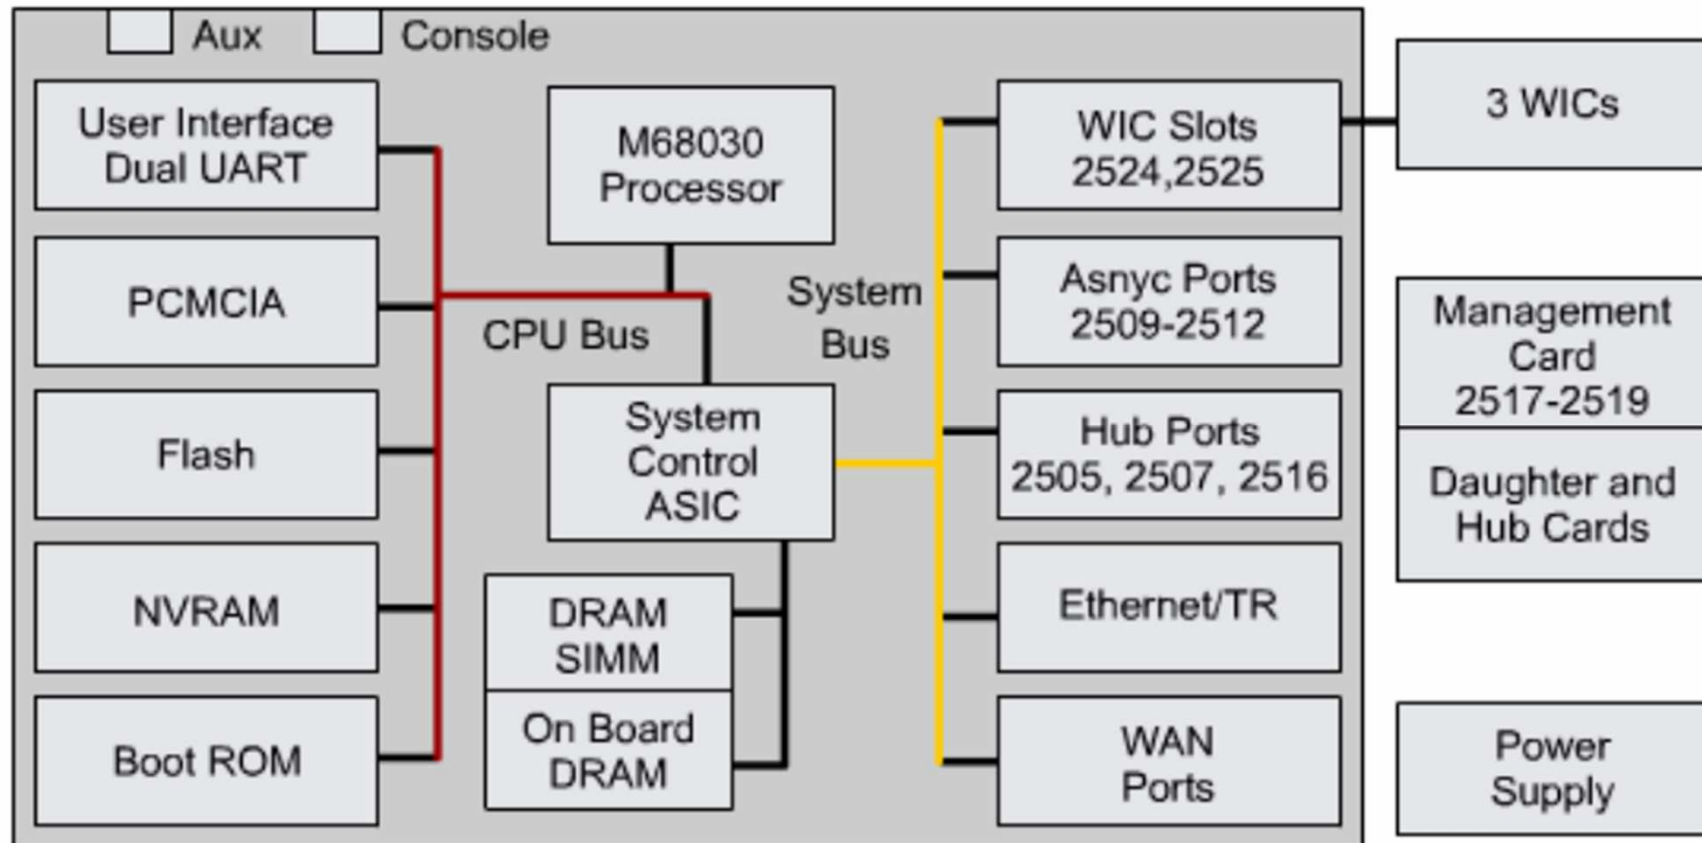 Aux
Console
User Interface
Dual UART
PCMCIA
Flash
NVRAM
Boot ROM
M68030
Processor
CPU Bus
System
Control
ASIC
DRAM
SIMM
On Board
DRAM
System
Bus
WIC Slots
2524,2525
Asnyc Ports
2509-2512
Hub Ports
2505, 2507, 2516
Ethernet/TR
WAN
Ports
3 WICs
Management
Card
2517-2519
Daughter and
Hub Cards
Power
Supply